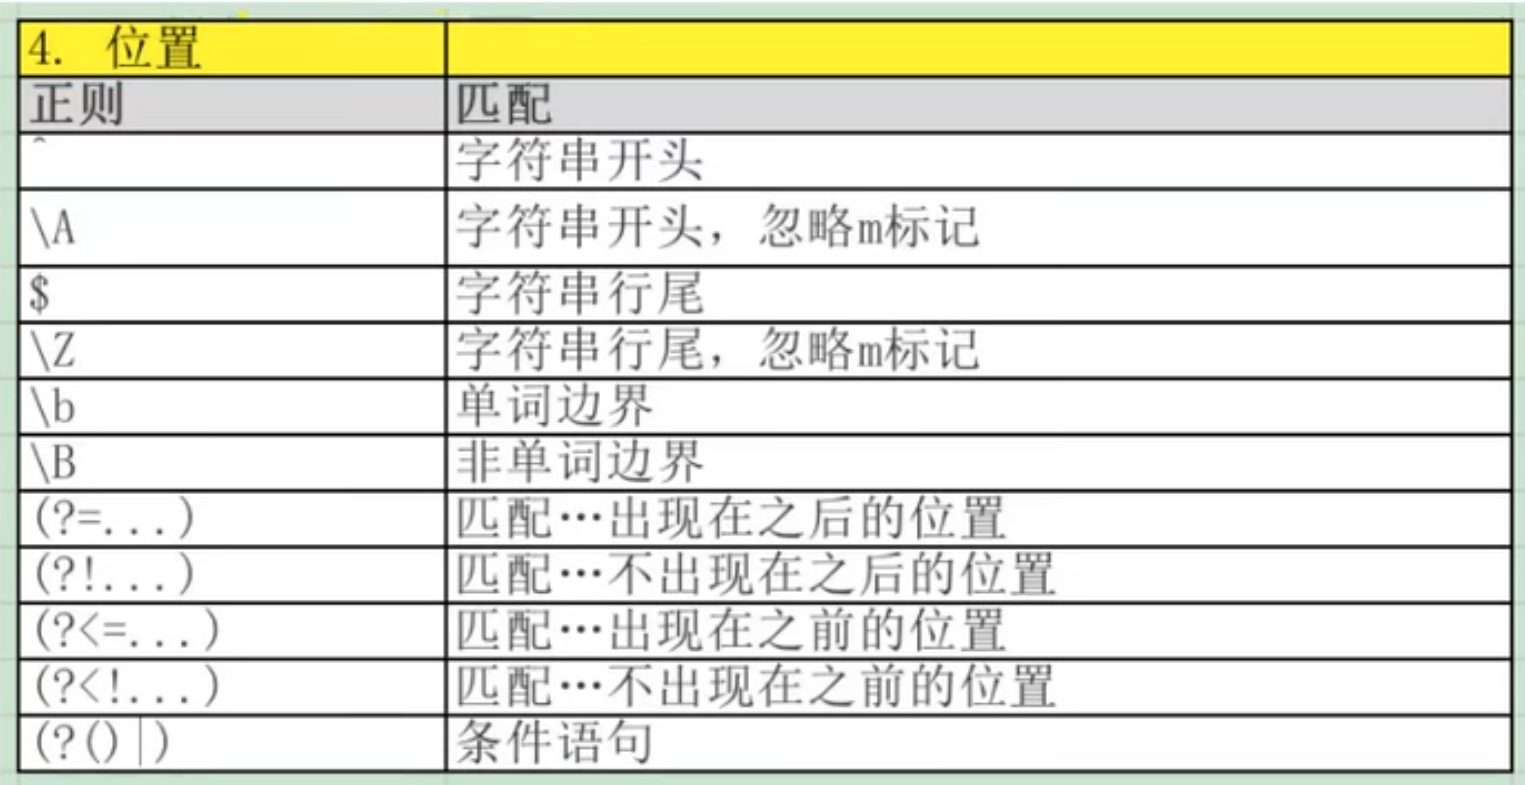 4. 位置
正则 匹配
^ 字符串开头
\A 字符串开头，忽略m标记
$ 字符串行尾
\Z 字符串行尾，忽略m标记
\b 单词边界
\B 非单词边界
(?=...) 匹配…出现在之后的位置
(?!...) 匹配…不出现在之后的位置
(?<=...) 匹配…出现在之前的位置
(?<!...) 匹配…不出现在之前的位置
(?()|) 条件语句